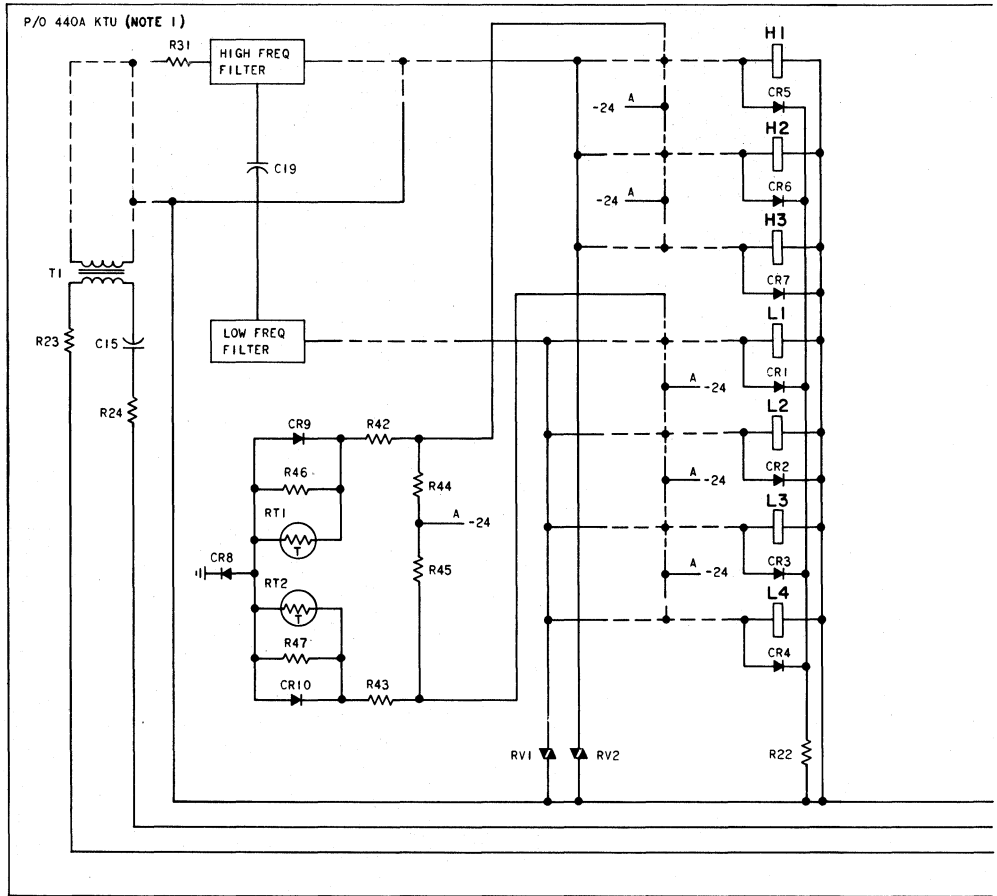 P/O 440A KTU (NOTE 1)
R31
HIGH FREQ
FILTER
H1
CR5
-24 A
H2
C19
CR6
-24 A
H3
T1
CR7
L1
R23
C15
LOW FREQ
FILTER
CR1
A -24
R24
L2
CR9
R42
CR2
A -24
R46
R44
L3
RT1
T
A -24
CR8
R45
CR3
A -24
RT2
T
L4
R47
CR4
CR10
R43
RV1
RV2
R22